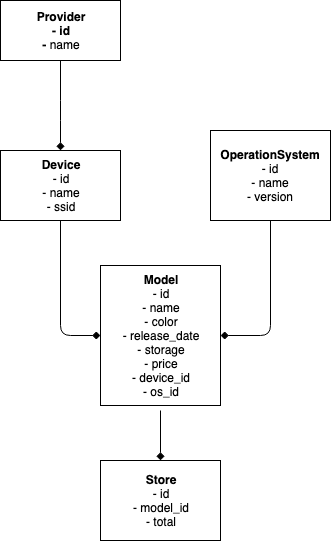 Provider
- id
- name
Device
- id
- name
- ssid
OperationSystem
- id
- name
- version
Model
- id
- name
- color
- release_date
- storage
- price
- device_id
- os_id
Store
- id
- model_id
- total